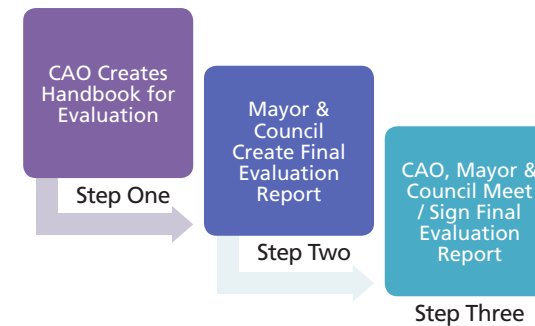 CAO Creates
Handbook for
Evaluation
Step One
Mayor &
Council
Create Final
Evaluation
Report
Step Two
CAO, Mayor &
Council Meet
/ Sign Final
Evaluation
Report
Step Three